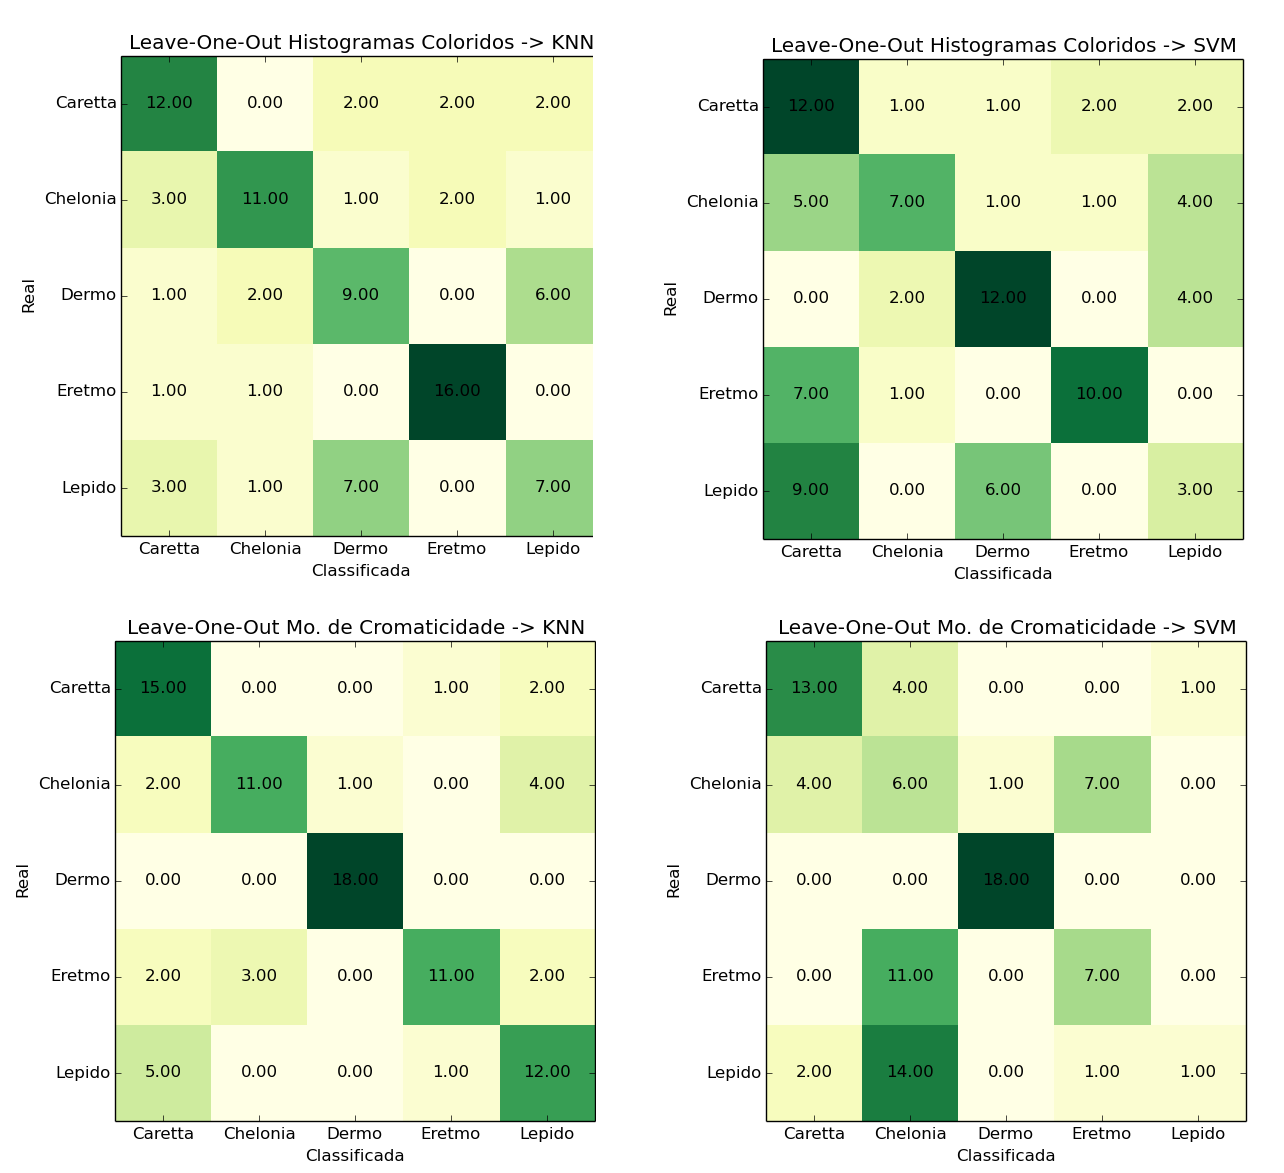 Leave-One-Out Histogramas Coloridos -> KNN
Caretta 12.00 0.00 2.00 2.00 2.00
Chelonia 3.00 11.00 1.00 2.00 1.00
Dermo 1.00 2.00 9.00 0.00 6.00
Eretmo 1.00 1.00 0.00 16.00 0.00
Lepido 3.00 1.00 7.00 0.00 7.00
Real
Caretta Chelonia Dermo Eretmo Lepido
Classificada
Leave-One-Out Histogramas Coloridos -> SVM
Caretta 12.00 1.00 1.00 2.00 2.00
Chelonia 5.00 7.00 1.00 1.00 4.00
Dermo 0.00 2.00 12.00 0.00 4.00
Eretmo 7.00 1.00 0.00 10.00 0.00
Lepido 9.00 0.00 6.00 0.00 3.00
Real
Caretta Chelonia Dermo Eretmo Lepido
Classificada
Leave-One-Out Mo. de Cromaticidade -> KNN
Caretta 15.00 0.00 0.00 1.00 2.00
Chelonia 2.00 11.00 1.00 0.00 4.00
Dermo 0.00 0.00 18.00 0.00 0.00
Eretmo 2.00 3.00 0.00 11.00 2.00
Lepido 5.00 0.00 0.00 1.00 12.00
Real
Caretta Chelonia Dermo Eretmo Lepido
Classificada
Leave-One-Out Mo. de Cromaticidade -> SVM
Caretta 13.00 4.00 0.00 0.00 1.00
Chelonia 4.00 6.00 1.00 7.00 0.00
Dermo 0.00 0.00 18.00 0.00 0.00
Eretmo 0.00 11.00 0.00 7.00 0.00
Lepido 2.00 14.00 0.00 1.00 1.00
Real
Caretta Chelonia Dermo Eretmo Lepido
Classificada